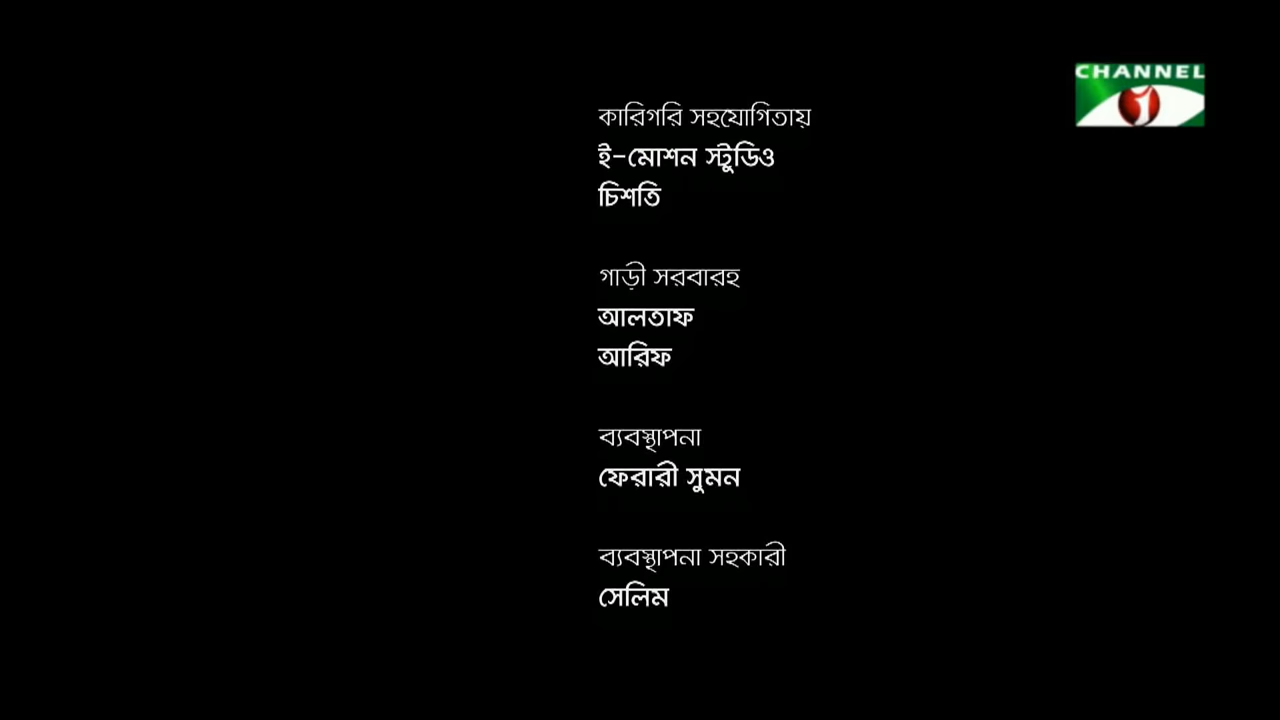 CHANNEL
কারিগরি সহযোগিতায়
ই-মোশন স্টুডিও
চিশতি
গাড়ী সরবারহ
আলতাফ
আরিফ
ব্যবস্থাপনা
ফেরারী সুমন
ব্যবস্থাপনা সহকারী
সেলিম